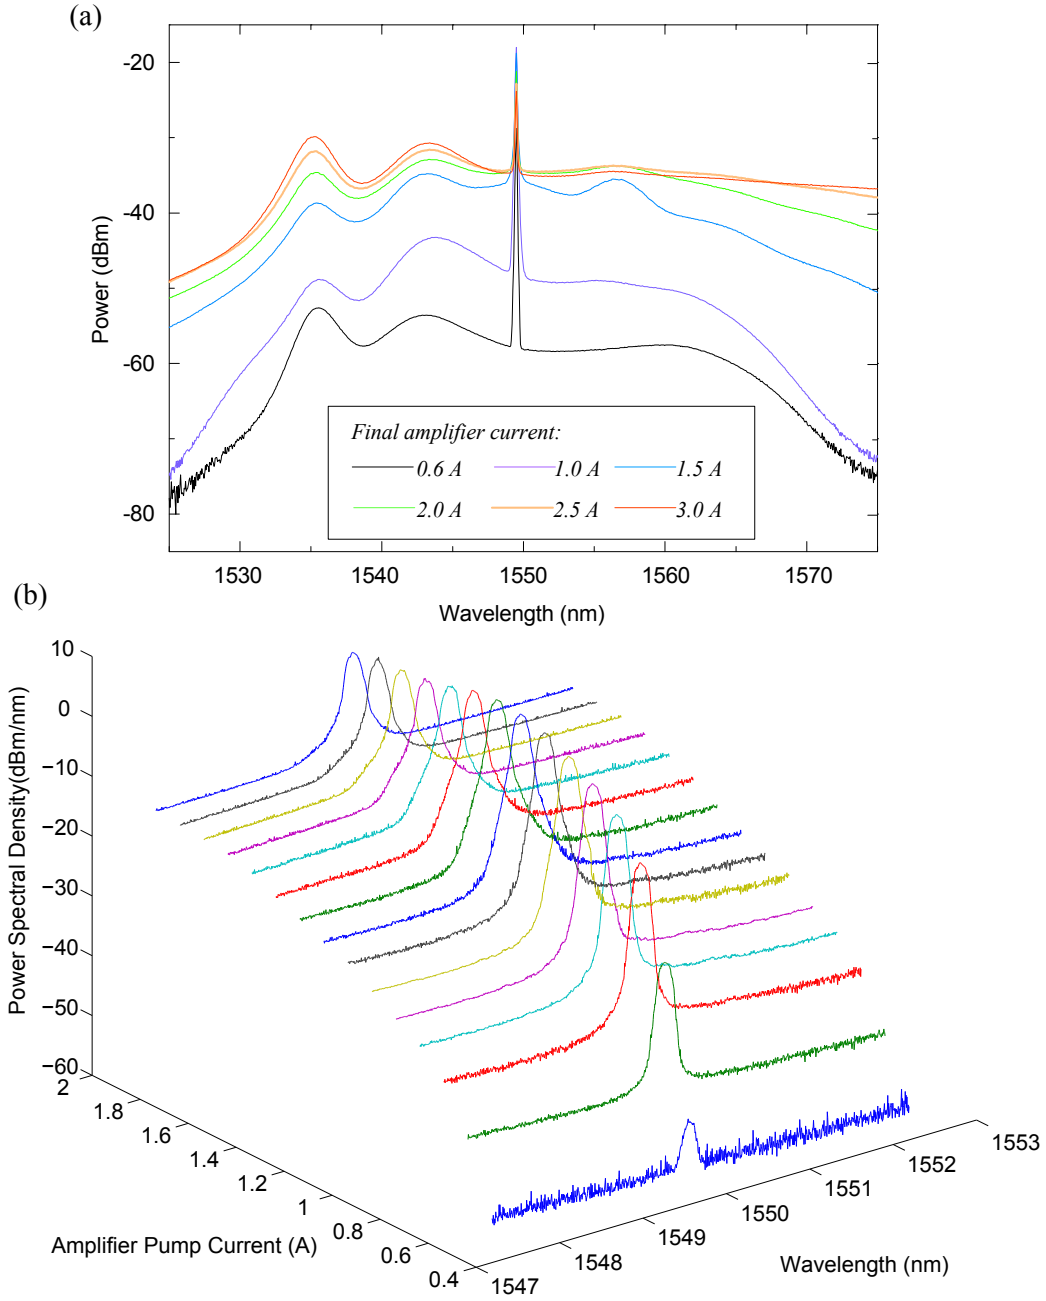 (a)
-20
-40
-60
-80
Power (dBm)
Final amplifier current:
0.6 A 1.0 A 1.5 A
2.0 A 2.5 A 3.0 A
1530 1540 1550 1560 1570
Wavelength (nm)
(b)
10
0
−10
−20
−30
−40
−50
−60
Power Spectral Density(dBm/nm)
2
1.8
1.6
1.4
1.2
1
0.8
0.6
0.4
Amplifier Pump Current (A)
1547
1548
1549
1550
1551
1552
1553
Wavelength (nm)